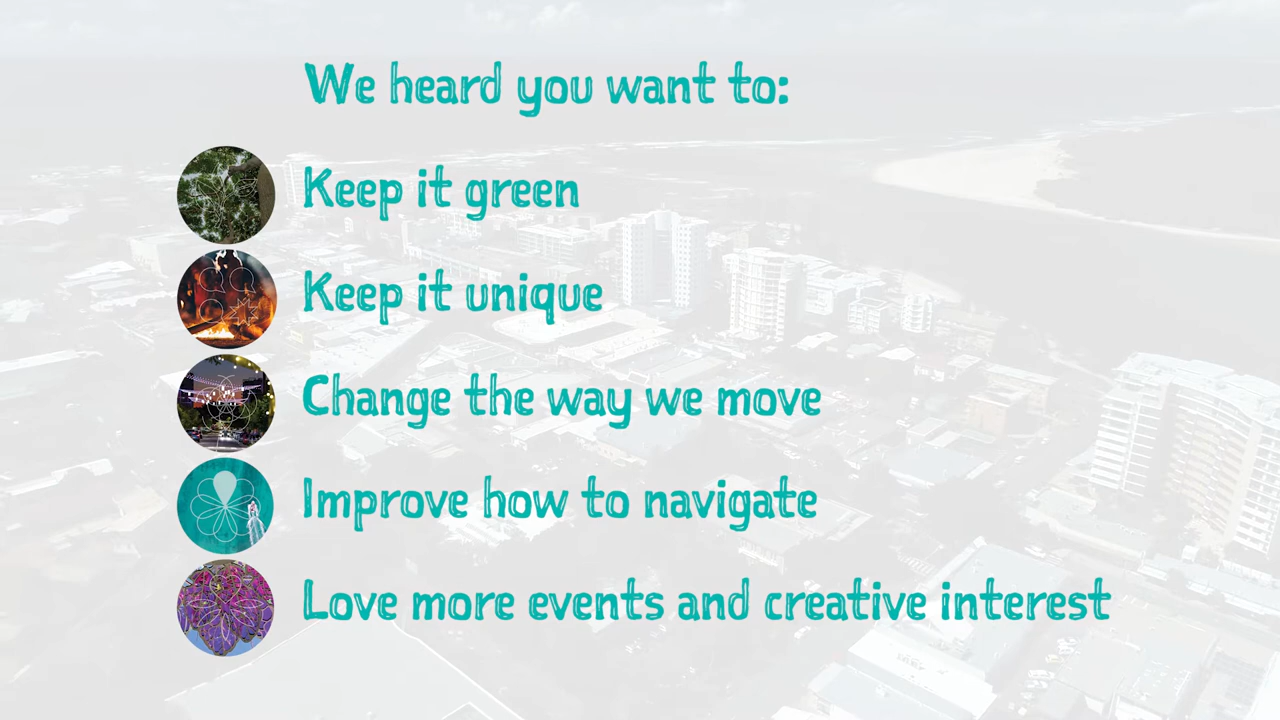 We heard you want to:
Keep it green
Keep it unique
Change the way we move
Improve how to navigate
Love more events and creative interest